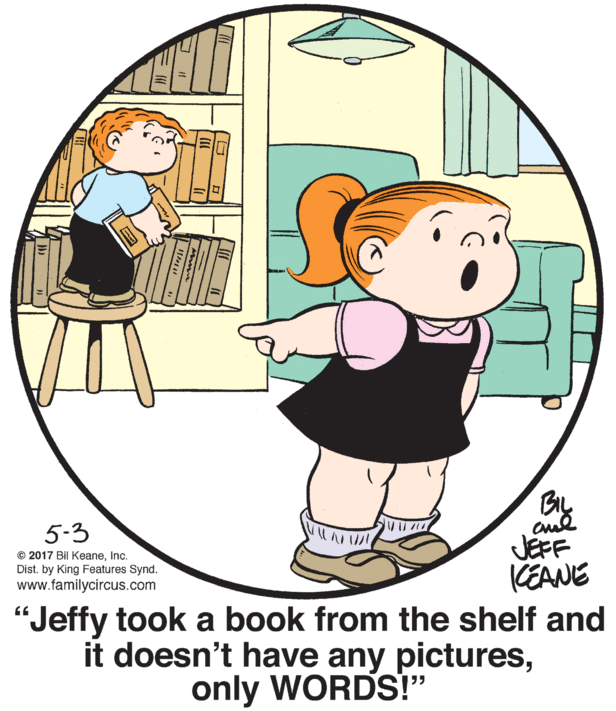 5-3
© 2017 Bil Keane, Inc.
Dist. by King Features Synd.
www.familycircus.com
BIL
and
JEFF
KEANE
“Jeffy took a book from the shelf and
it doesn’t have any pictures,
only WORDS!”